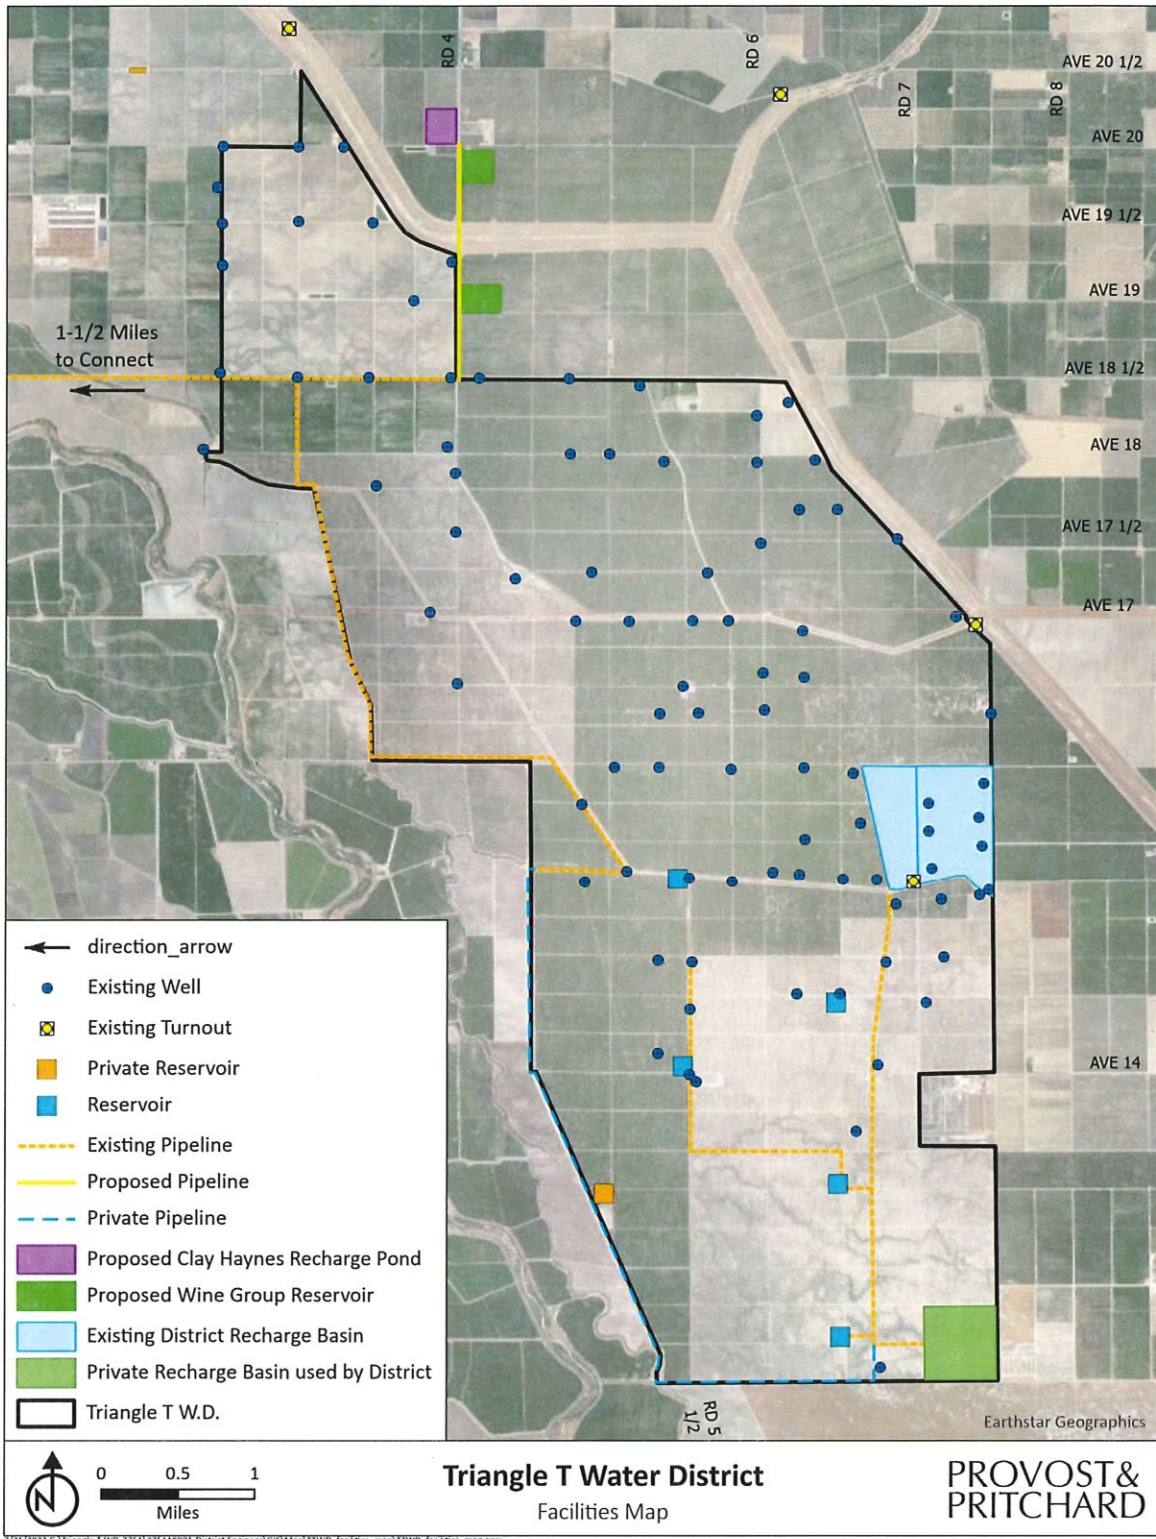 RD 4
RD 6
RD 7
RD 8
AVE 20 1/2
AVE 20
AVE 19 1/2
AVE 19
1-1/2 Miles
to Connect
AVE 18 1/2
AVE 18
AVE 17 1/2
AVE 17
AVE 14
direction_arrow
Existing Well
Existing Turnout
Private Reservoir
Reservoir
Existing Pipeline
Proposed Pipeline
Private Pipeline
Proposed Clay Haynes Recharge Pond
Proposed Wine Group Reservoir
Existing District Recharge Basin
Private Recharge Basin used by District
Triangle T W.D.
RD 5
1/2
Earthstar Geographics
N
0 0.5 1
Miles
Triangle T Water District
Facilities Map
PROVOST&
PRITCHARD